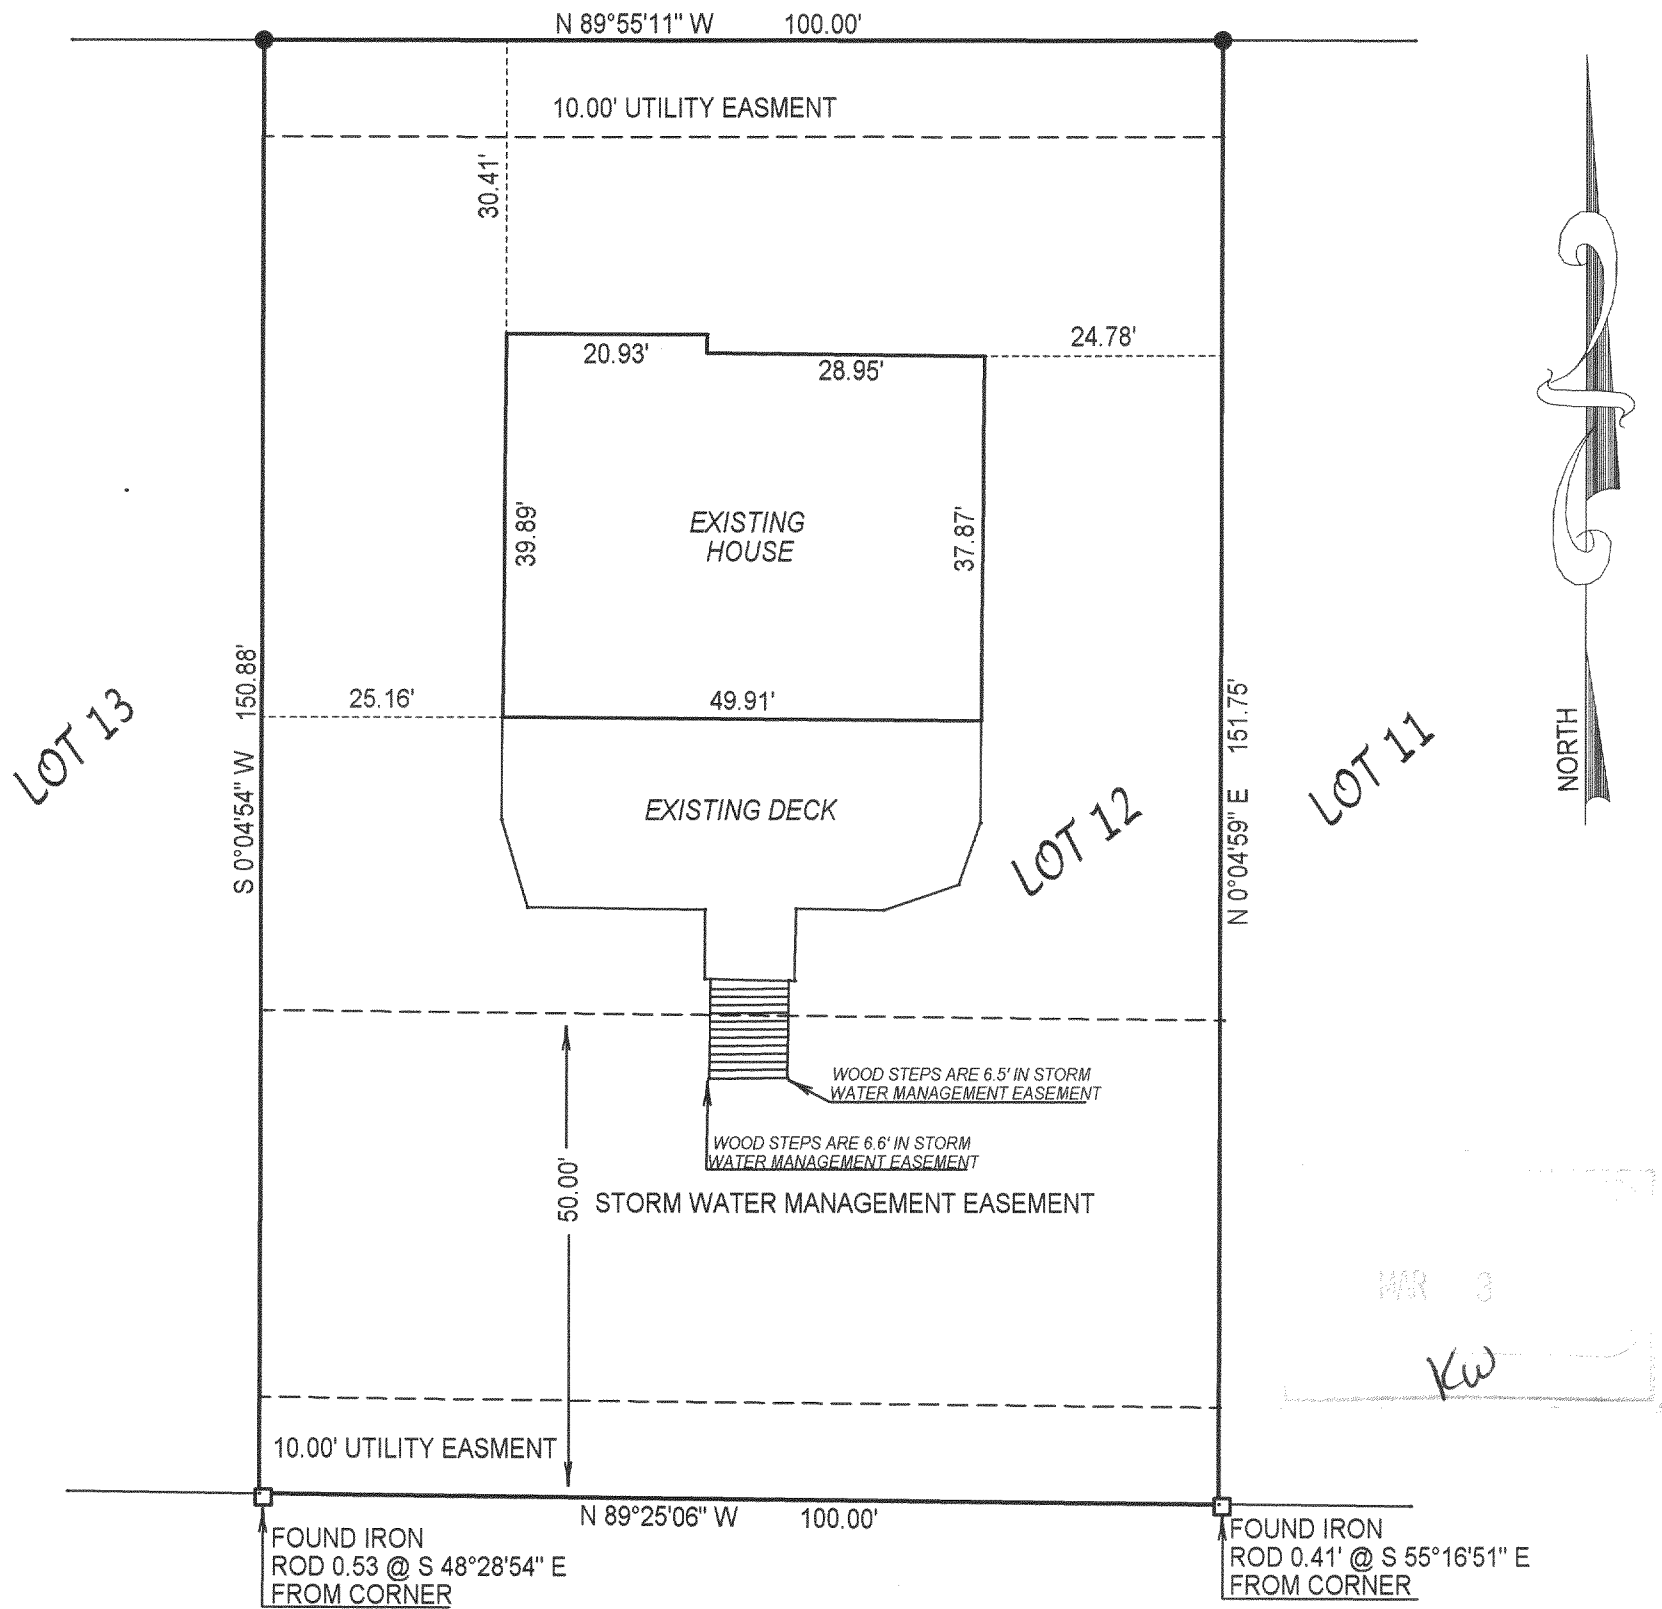 N 89°55'11" W 100.00'
10.00' UTILITY EASMENT
30.41'
20.93'
28.95'
24.78'
EXISTING
HOUSE
39.89'
37.87'
25.16'
49.91'
S 0°04'54" W 150.88'
N 0°04'59" E 151.75'
LOT 13
LOT 12
LOT 11
NORTH
EXISTING DECK
WOOD STEPS ARE 6.5' IN STORM
WATER MANAGEMENT EASEMENT
WOOD STEPS ARE 6.6' IN STORM
WATER MANAGEMENT EASEMENT
50.00'
STORM WATER MANAGEMENT EASEMENT
MAR 3
KW
10.00' UTILITY EASMENT
N 89°25'06" W 100.00'
FOUND IRON
ROD 0.53 @ S 48°28'54" E
FROM CORNER
FOUND IRON
ROD 0.41' @ S 55°16'51" E
FROM CORNER